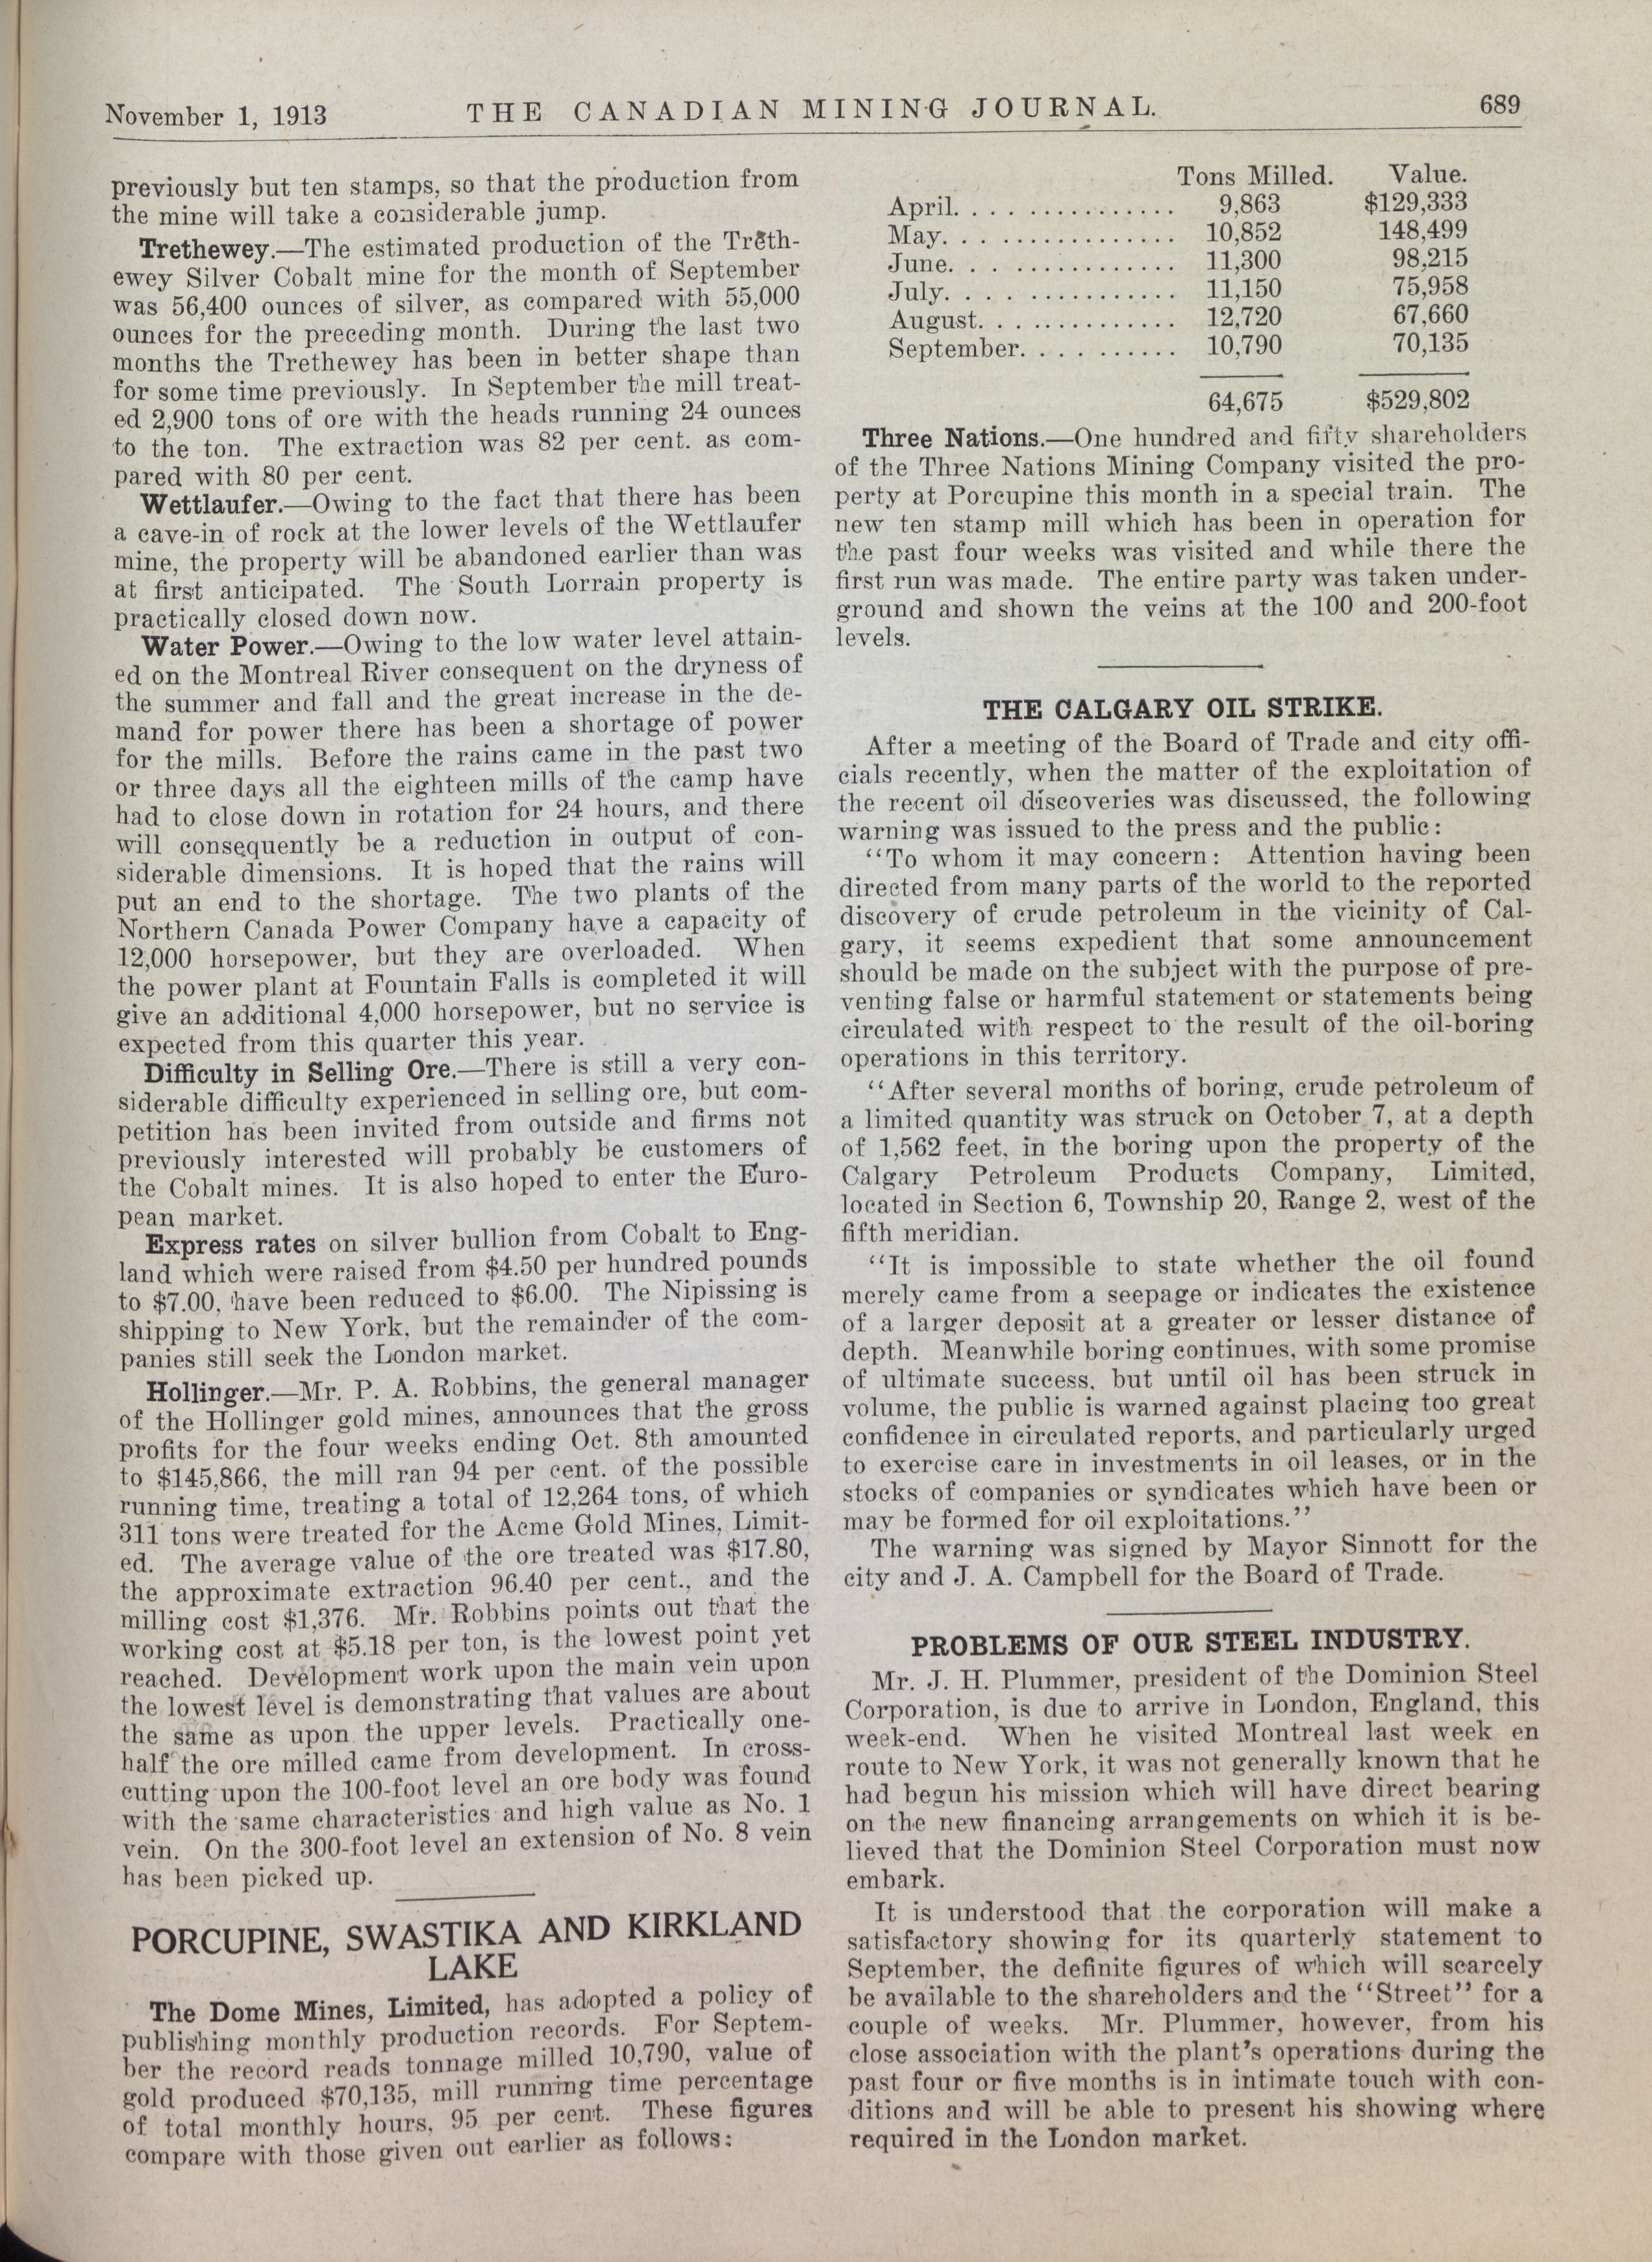 November 1, 1913 THE CANADIAN MINING JOURNAL. 689
previously but ten stamps, so that the production from
the mine will take a considerable jump.
Trethewey.—The estimated production of the Treth-
ewey Silver Cobalt mine for the month of September
was 56,400 ounces of silver, as compared with 55,000
ounces for the preceding month. During the last two
months the Trethewey has been in better shape than
for some time previously. In September the mill treat-
ed 2,900 tons of ore with the heads running 24 ounces
to the ton. The extraction was 82 per cent. as com-
pared with 80 per cent.
Wettlaufer.—Owing to the fact that there has been
a cave-in of rock at the lower levels of the Wettlaufer
mine, the property will be abandoned earlier than was
at first anticipated. The South Lorrain property is
practically closed down now.
Water Power.—Owing to the low water level attain-
ed on the Montreal River consequent on the dryness of
the summer and fall and the great increase in the de-
mand for power there has been a shortage of power
for the mills. Before the rains came in the past two
or three days all the eighteen mills of the camp have
had to close down in rotation for 24 hours, and there
will consequently be a reduction in output of con-
siderable dimensions. It is hoped that the rains will
put an end to the shortage. The two plants of the
Northern Canada Power Company have a capacity of
12,000 horsepower, but they are overloaded. When
the power plant at Fountain Falls is completed it will
give an additional 4,000 horsepower, but no service is
expected from this quarter this year.
Difficulty in Selling Ore.—There is still a very con-
siderable difficulty experienced in selling ore, but com-
petition has been invited from outside and firms not
previously interested will probably be customers of
the Cobalt mines. It is also hoped to enter the Euro-
pean market.
Express rates on silver bullion from Cobalt to Eng-
land which were raised from $4.50 per hundred pounds
to $7.00, have been reduced to $6.00. The Nipissing is
shipping to New York, but the remainder of the com-
panies still seek the London market.
Hollinger.—Mr. P. A. Robbins, the general manager
of the Hollinger gold mines, announces that the gross
profits for the four weeks ending Oct. 8th amounted
to $145,866, the mill ran 94 per cent. of the possible
running time, treating a total of 12,264 tons, of which
311 tons were treated for the Acme Gold Mines, Limit-
ed. The average value of the ore treated was $17.80,
the approximate extraction 96.40 per cent., and the
milling cost $1,376. Mr. Robbins points out that the
working cost at $5.18 per ton, is the lowest point yet
reached. Development work upon the main vein upon
the lowest level is demonstrating that values are about
the same as upon the upper levels. Practically one-
half the ore milled came from development. In cross-
cutting upon the 100-foot level an ore body was found
with the same characteristics and high value as No. 1
vein. On the 300-foot level an extension of No. 8 vein
has been picked up.
PORCUPINE, SWASTIKA AND KIRKLAND
LAKE
The Dome Mines, Limited, has adopted a policy of
publishing monthly production records. For Septem-
ber the record reads tonnage milled 10,790, value of
gold produced $70,135, mill running time percentage
of total monthly hours, 95 per cent. These figures
compare with those given out earlier as follows:
Tons Milled. Value.
April. . . . . . . . . . . . . . . . 9,863 $129,333
May. . . . . . . . . . . . . . . . . 10,852 148,499
June. . . . . . . . . . . . . . . . 11,300 98,215
July. . . . . . . . . . . . . . . . . 11,150 75,958
August. . . . . . . . . . . . . . 12,720 67,660
September. . . . . . . . . . . 10,790 70,135
64,675 $529,802
Three Nations.—One hundred and fifty shareholders
of the Three Nations Mining Company visited the pro-
perty at Porcupine this month in a special train. The
new ten stamp mill which has been in operation for
the past four weeks was visited and while there the
first run was made. The entire party was taken under-
ground and shown the veins at the 100 and 200-foot
levels.
THE CALGARY OIL STRIKE.
After a meeting of the Board of Trade and city offi-
cials recently, when the matter of the exploitation of
the recent oil discoveries was discussed, the following
warning was issued to the press and the public:
"To whom it may concern: Attention having been
directed from many parts of the world to the reported
discovery of crude petroleum in the vicinity of Cal-
gary, it seems expedient that some announcement
should be made on the subject with the purpose of pre-
venting false or harmful statement or statements being
circulated with respect to the result of the oil-boring
operations in this territory.
"After several months of boring, crude petroleum of
a limited quantity was struck on October 7, at a depth
of 1,562 feet, in the boring upon the property of the
Calgary Petroleum Products Company, Limited,
located in Section 6, Township 20, Range 2, west of the
fifth meridian.
"It is impossible to state whether the oil found
merely came from a seepage or indicates the existence
of a larger deposit at a greater or lesser distance of
depth. Meanwhile boring continues, with some promise
of ultimate success, but until oil has been struck in
volume, the public is warned against placing too great
confidence in circulated reports, and particularly urged
to exercise care in investments in oil leases, or in the
stocks of companies or syndicates which have been or
may be formed for oil exploitations."
The warning was signed by Mayor Sinnott for the
city and J. A. Campbell for the Board of Trade.
PROBLEMS OF OUR STEEL INDUSTRY.
Mr. J. H. Plummer, president of the Dominion Steel
Corporation, is due to arrive in London, England, this
week-end. When he visited Montreal last week en
route to New York, it was not generally known that he
had begun his mission which will have direct bearing
on the new financing arrangements on which it is be-
lieved that the Dominion Steel Corporation must now
embark.
It is understood that the corporation will make a
satisfactory showing for its quarterly statement to
September, the definite figures of which will scarcely
be available to the shareholders and the "Street" for a
couple of weeks. Mr. Plummer, however, from his
close association with the plant's operations during the
past four or five months is in intimate touch with con-
ditions and will be able to present his showing where
required in the London market.